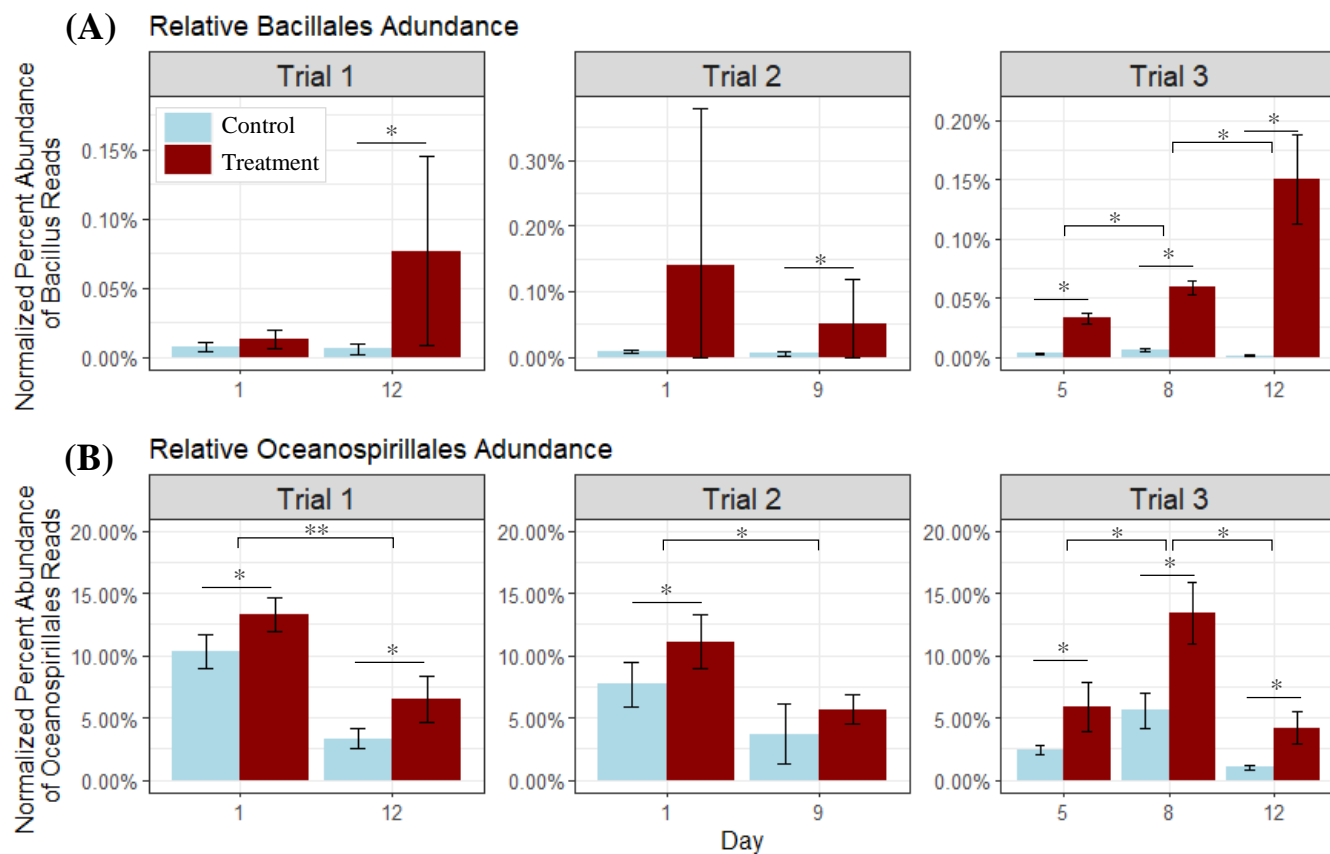 (A) Relative Bacillales Adundance
Normalized Percent Abundance
of Bacillus Reads
Trial 1
Control
Treatment
*
0.15%
0.10%
0.05%
0.00%
1 12
Trial 2
*
0.30%
0.20%
0.10%
0.00%
1 9
Trial 3
* * * * *
0.20%
0.15%
0.10%
0.05%
0.00%
5 8 12
(B) Relative Oceanospirillales Adundance
Normalized Percent Abundance
of Oceanospirillales Reads
Trial 1
**
* *
20.00%
15.00%
10.00%
5.00%
0.00%
1 12
Trial 2
*
*
20.00%
15.00%
10.00%
5.00%
0.00%
1 9
Trial 3
* *
* * *
20.00%
15.00%
10.00%
5.00%
0.00%
5 8 12
Day